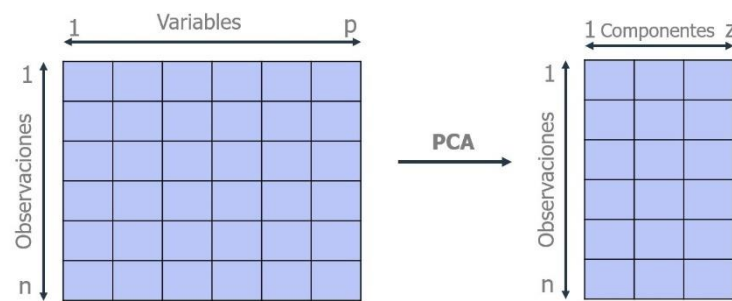 1 Variables p
1
Observaciones
n
PCA
1 Componentes z
1
Observaciones
n